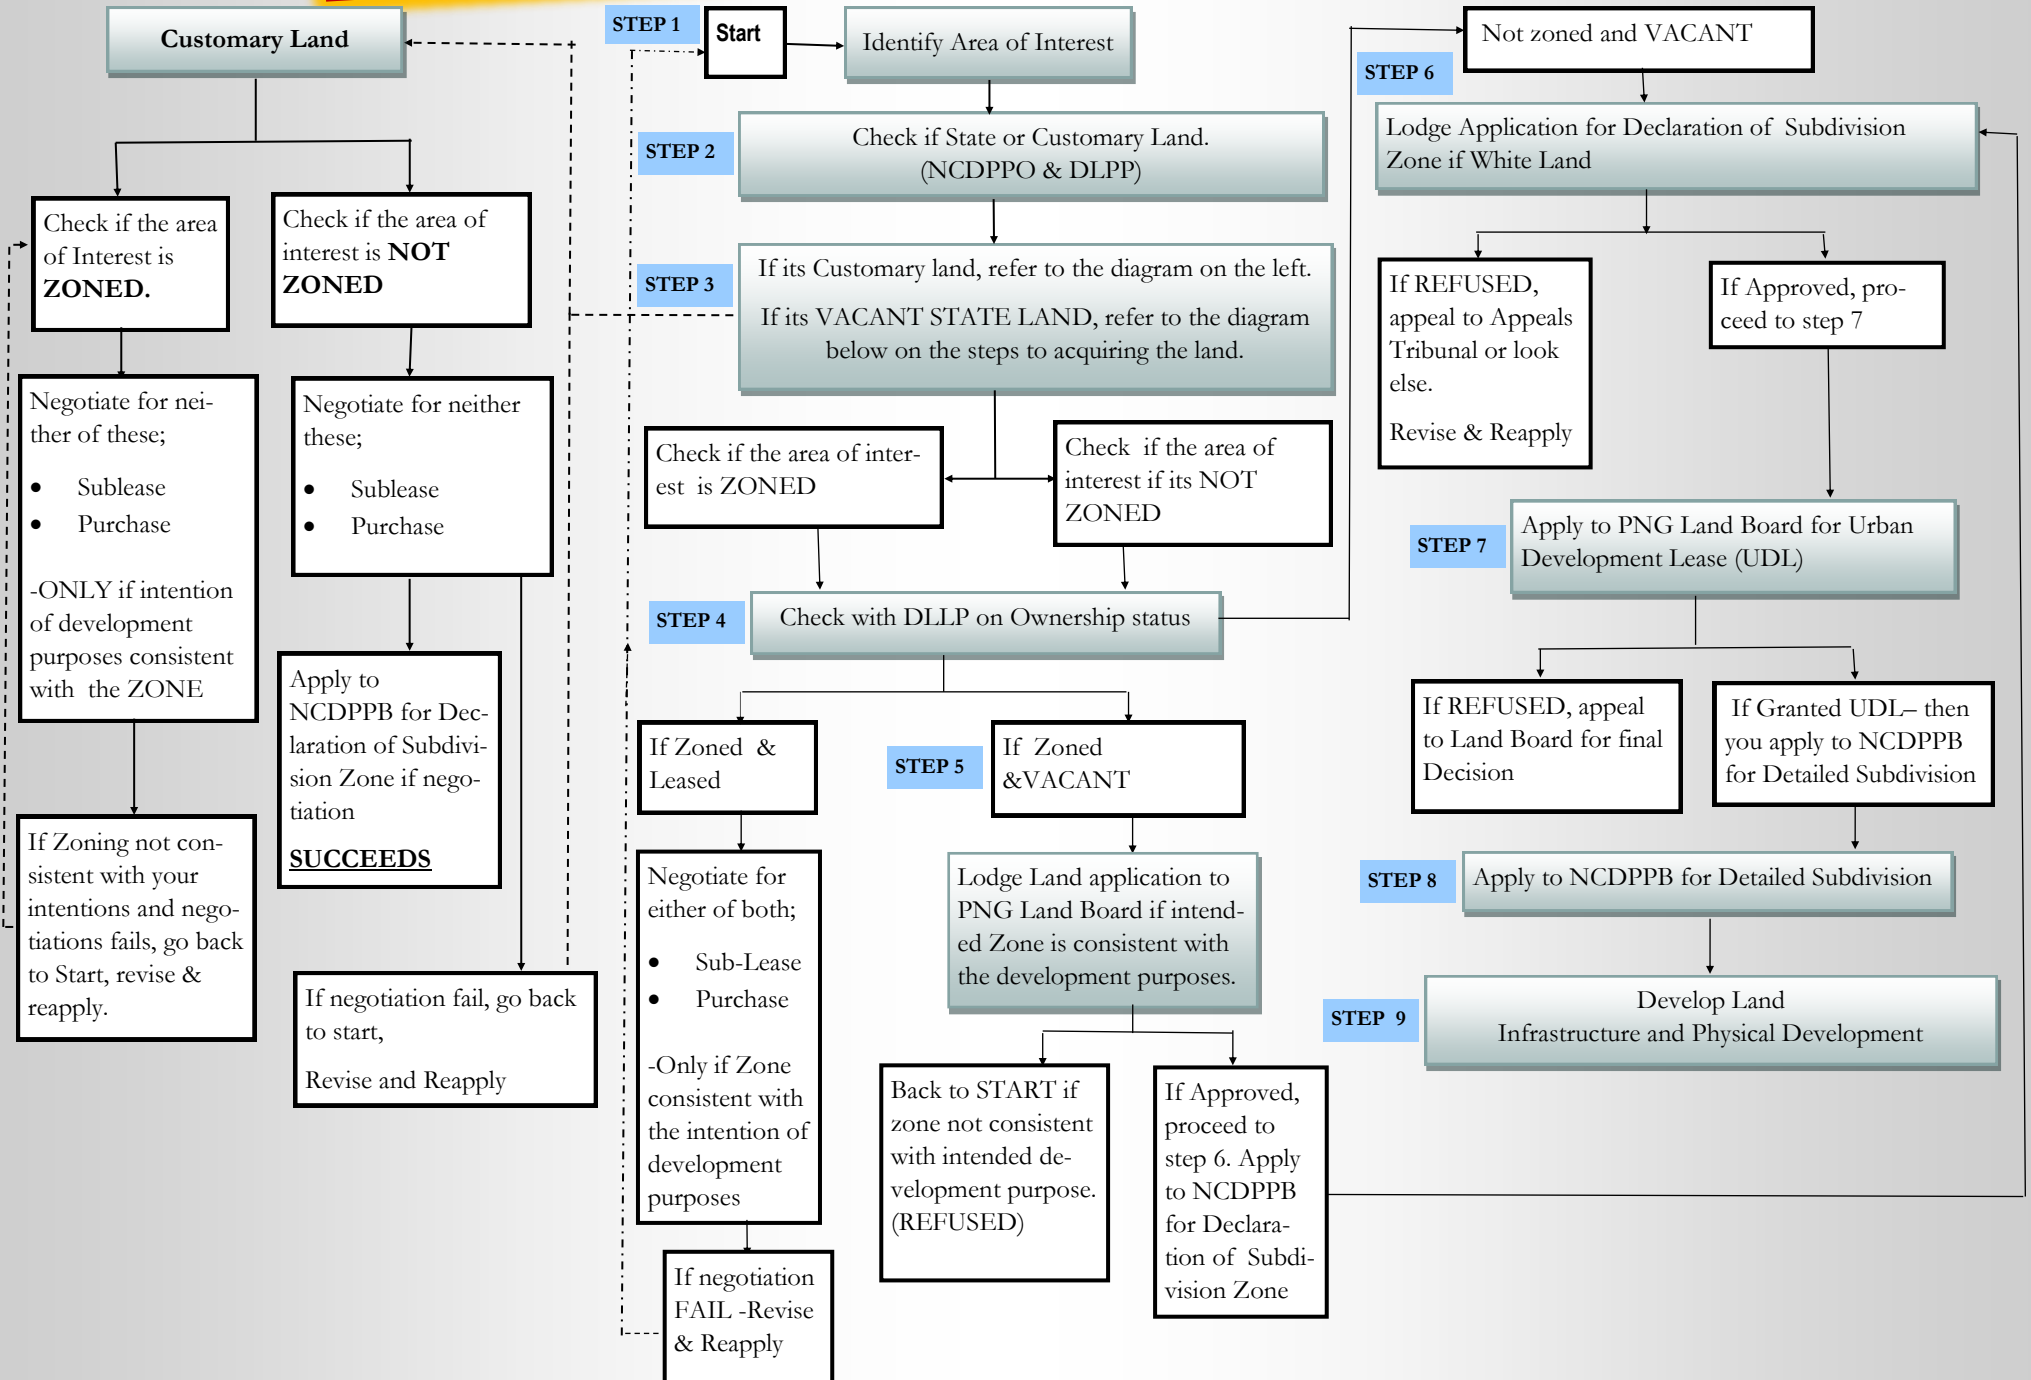 Customary Land
Check if the area
of Interest is
ZONED.
Check if the area of
interest is NOT
ZONED
Negotiate for nei-
ther of these;
• Sublease
• Purchase
-ONLY if intention
of development
purposes consistent
with the ZONE
Negotiate for neither
these;
• Sublease
• Purchase
Apply to
NCDPPB for Dec-
laration of Subdivi-
sion Zone if nego-
tiation
SUCCEEDS
If Zoning not con-
sistent with your
intentions and nego-
tiations fails, go back
to Start, revise &
reapply.
If negotiation fail, go back
to start,
Revise and Reapply
STEP 1
Start
Identify Area of Interest
STEP 2
Check if State or Customary Land.
(NCDPPO & DLPP)
STEP 3
If its Customary land, refer to the diagram on the left.
If its VACANT STATE LAND, refer to the diagram
below on the steps to acquiring the land.
Check if the area of inter-
est is ZONED
Check if the area of
interest if its NOT
ZONED
STEP 4
Check with DLLP on Ownership status
If Zoned &
Leased
STEP 5
If Zoned
&VACANT
Negotiate for
either of both;
• Sub-Lease
• Purchase
-Only if Zone
consistent with
the intention of
development
purposes
If negotiation
FAIL -Revise
& Reapply
Lodge Land application to
PNG Land Board if intend-
ed Zone is consistent with
the development purposes.
Back to START if
zone not consistent
with intended de-
velopment purpose.
(REFUSED)
If Approved,
proceed to
step 6. Apply
to NCDPPB
for Declara-
tion of Subdi-
vision Zone
Not zoned and VACANT
STEP 6
Lodge Application for Declaration of Subdivision
Zone if White Land
If REFUSED,
appeal to Appeals
Tribunal or look
else.
Revise & Reapply
If Approved, pro-
ceed to step 7
STEP 7
Apply to PNG Land Board for Urban
Development Lease (UDL)
If REFUSED, appeal
to Land Board for final
Decision
If Granted UDL– then
you apply to NCDPPB
for Detailed Subdivision
STEP 8
Apply to NCDPPB for Detailed Subdivision
STEP 9
Develop Land
Infrastructure and Physical Development